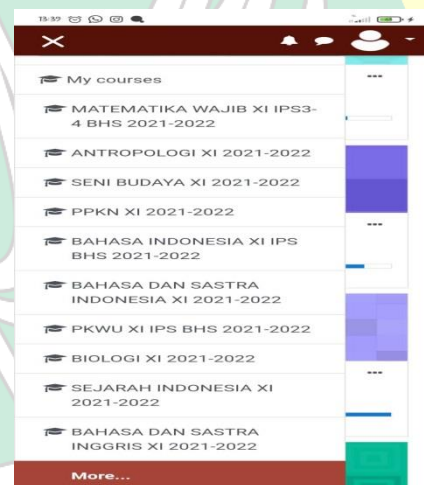 13:39
My courses
MATEMATIKA WAJIB XI IPS3-
4 BHS 2021-2022
ANTROPOLOGI XI 2021-2022
SENI BUDAYA XI 2021-2022
PPKN XI 2021-2022
BAHASA INDONESIA XI IPS
BHS 2021-2022
BAHASA DAN SASTRA
INDONESIA XI 2021-2022
PKWU XI IPS BHS 2021-2022
BIOLOGI XI 2021-2022
SEJARAH INDONESIA XI
2021-2022
BAHASA DAN SASTRA
INGGRIS XI 2021-2022
More...